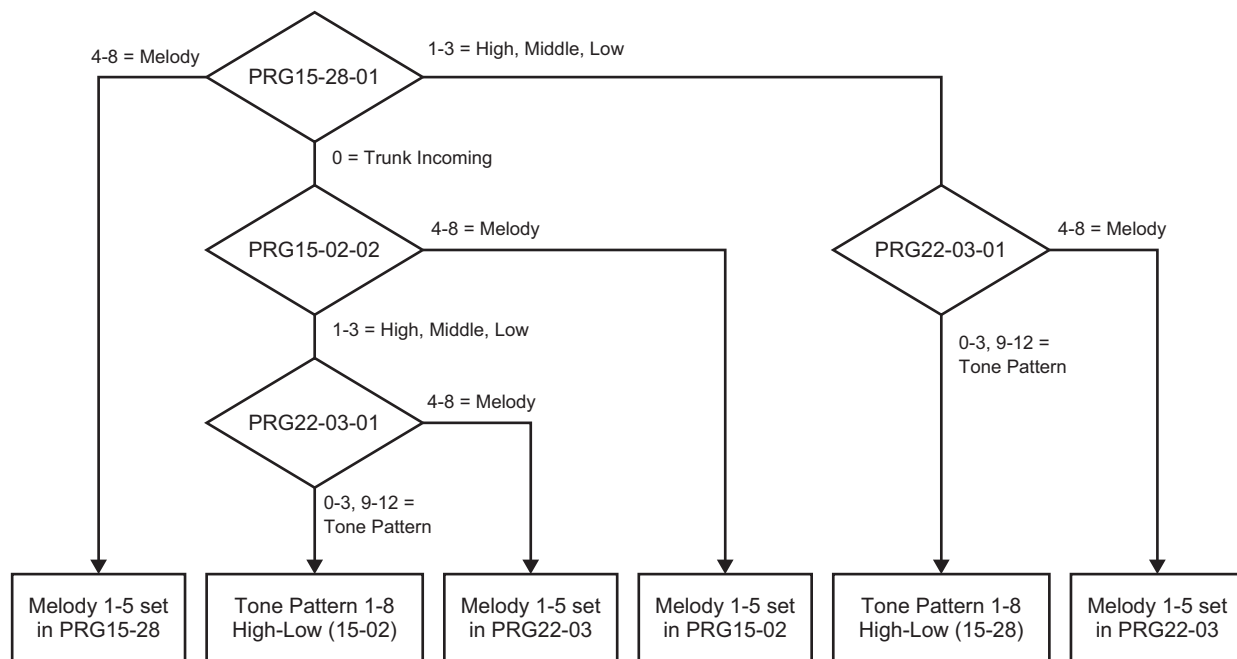 4-8 = Melody
PRG15-28-01
1-3 = High, Middle, Low
0 = Trunk Incoming
PRG15-02-02
4-8 = Melody
PRG22-03-01
4-8 = Melody
1-3 = High, Middle, Low
0-3, 9-12 =
Tone Pattern
PRG22-03-01
4-8 = Melody
0-3, 9-12 =
Tone Pattern
Melody 1-5 set
in PRG15-28
Tone Pattern 1-8
High-Low (15-02)
Melody 1-5 set
in PRG22-03
Melody 1-5 set
in PRG15-02
Tone Pattern 1-8
High-Low (15-28)
Melody 1-5 set
in PRG22-03